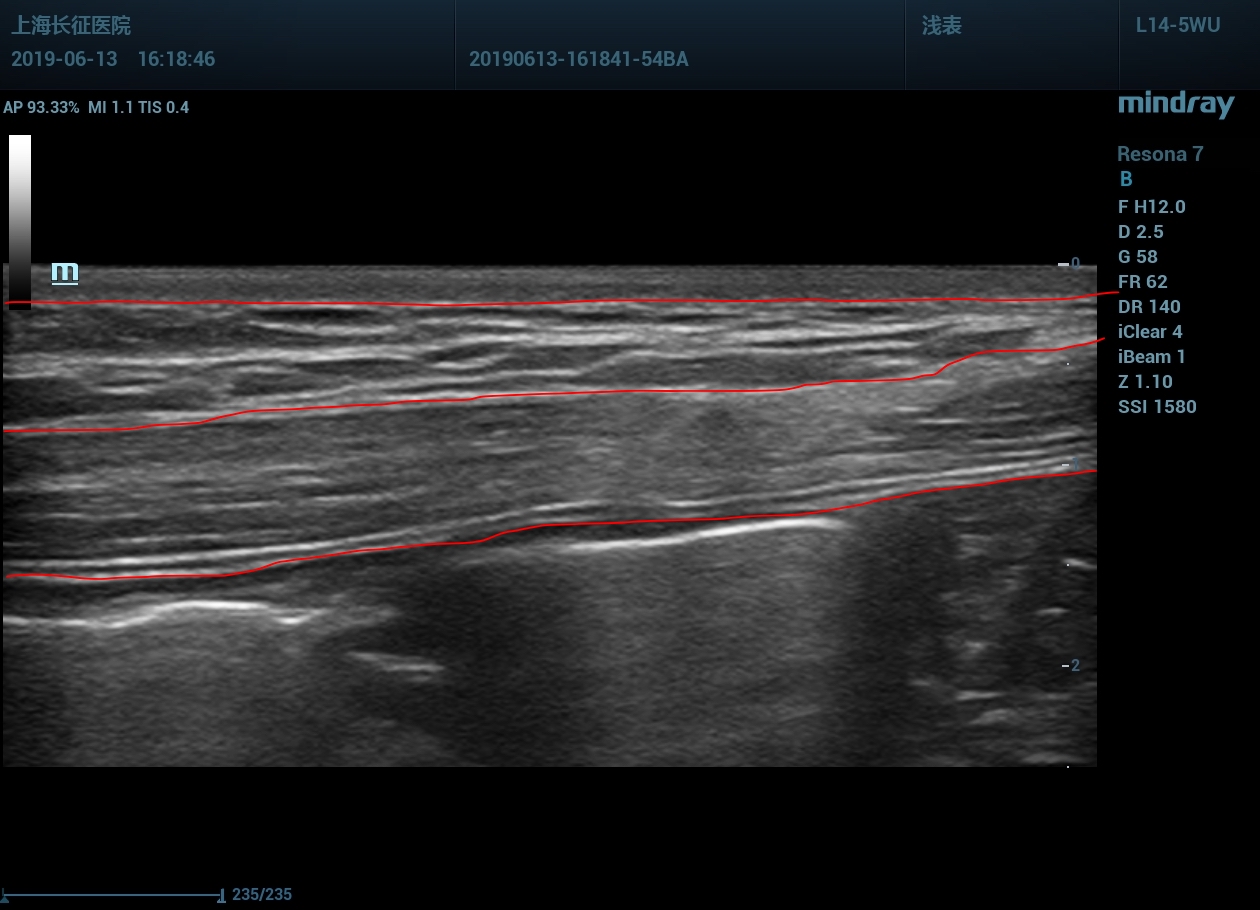 上海长征医院
浅表
L14-5WU
2019-06-13 16:18:46
20190613-161841-54BA
AP 93.33% MI 1.1 TIS 0.4
mindray
Resona 7
B
F H12.0
D 2.5
G 58
FR 62
DR 140
iClear 4
iBeam 1
Z 1.10
SSI 1580
m
0
2
235/235